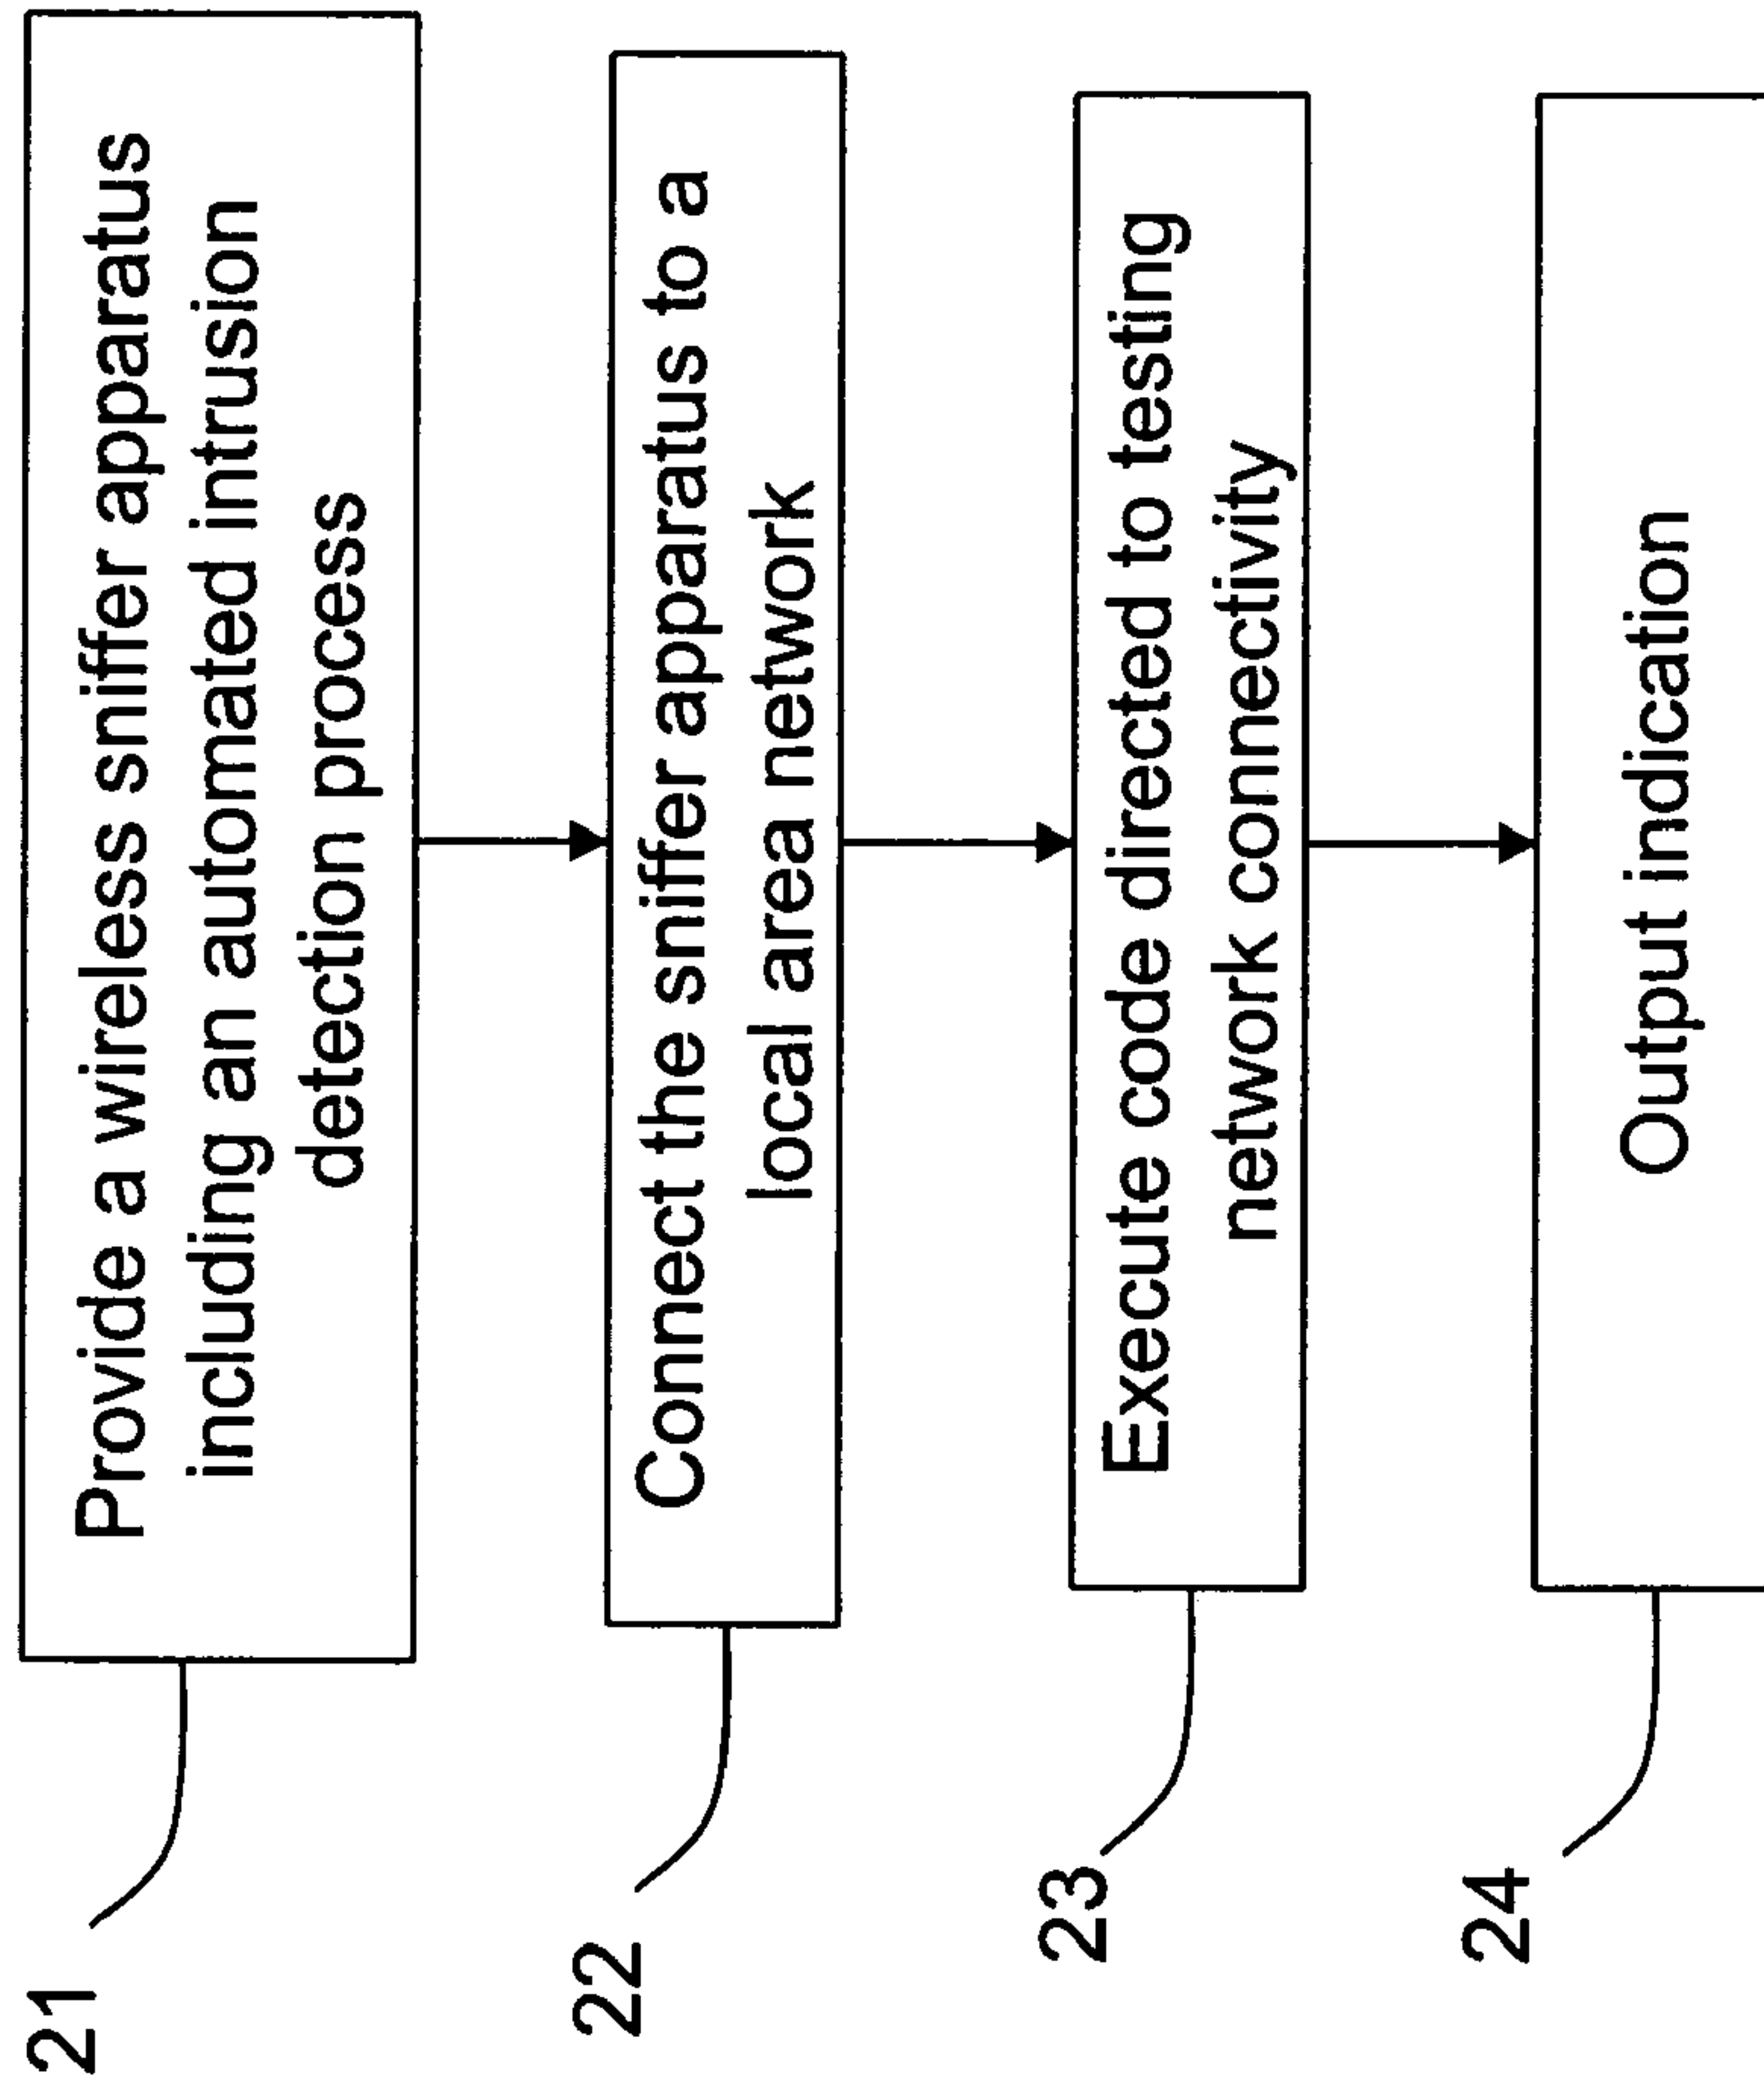 21
Provide a wireless sniffer apparatus
including an automated intrusion
detection process
22
Connect the sniffer apparatus to a
local area network
23
Execute code directed to testing
network connectivity
24
Output indication